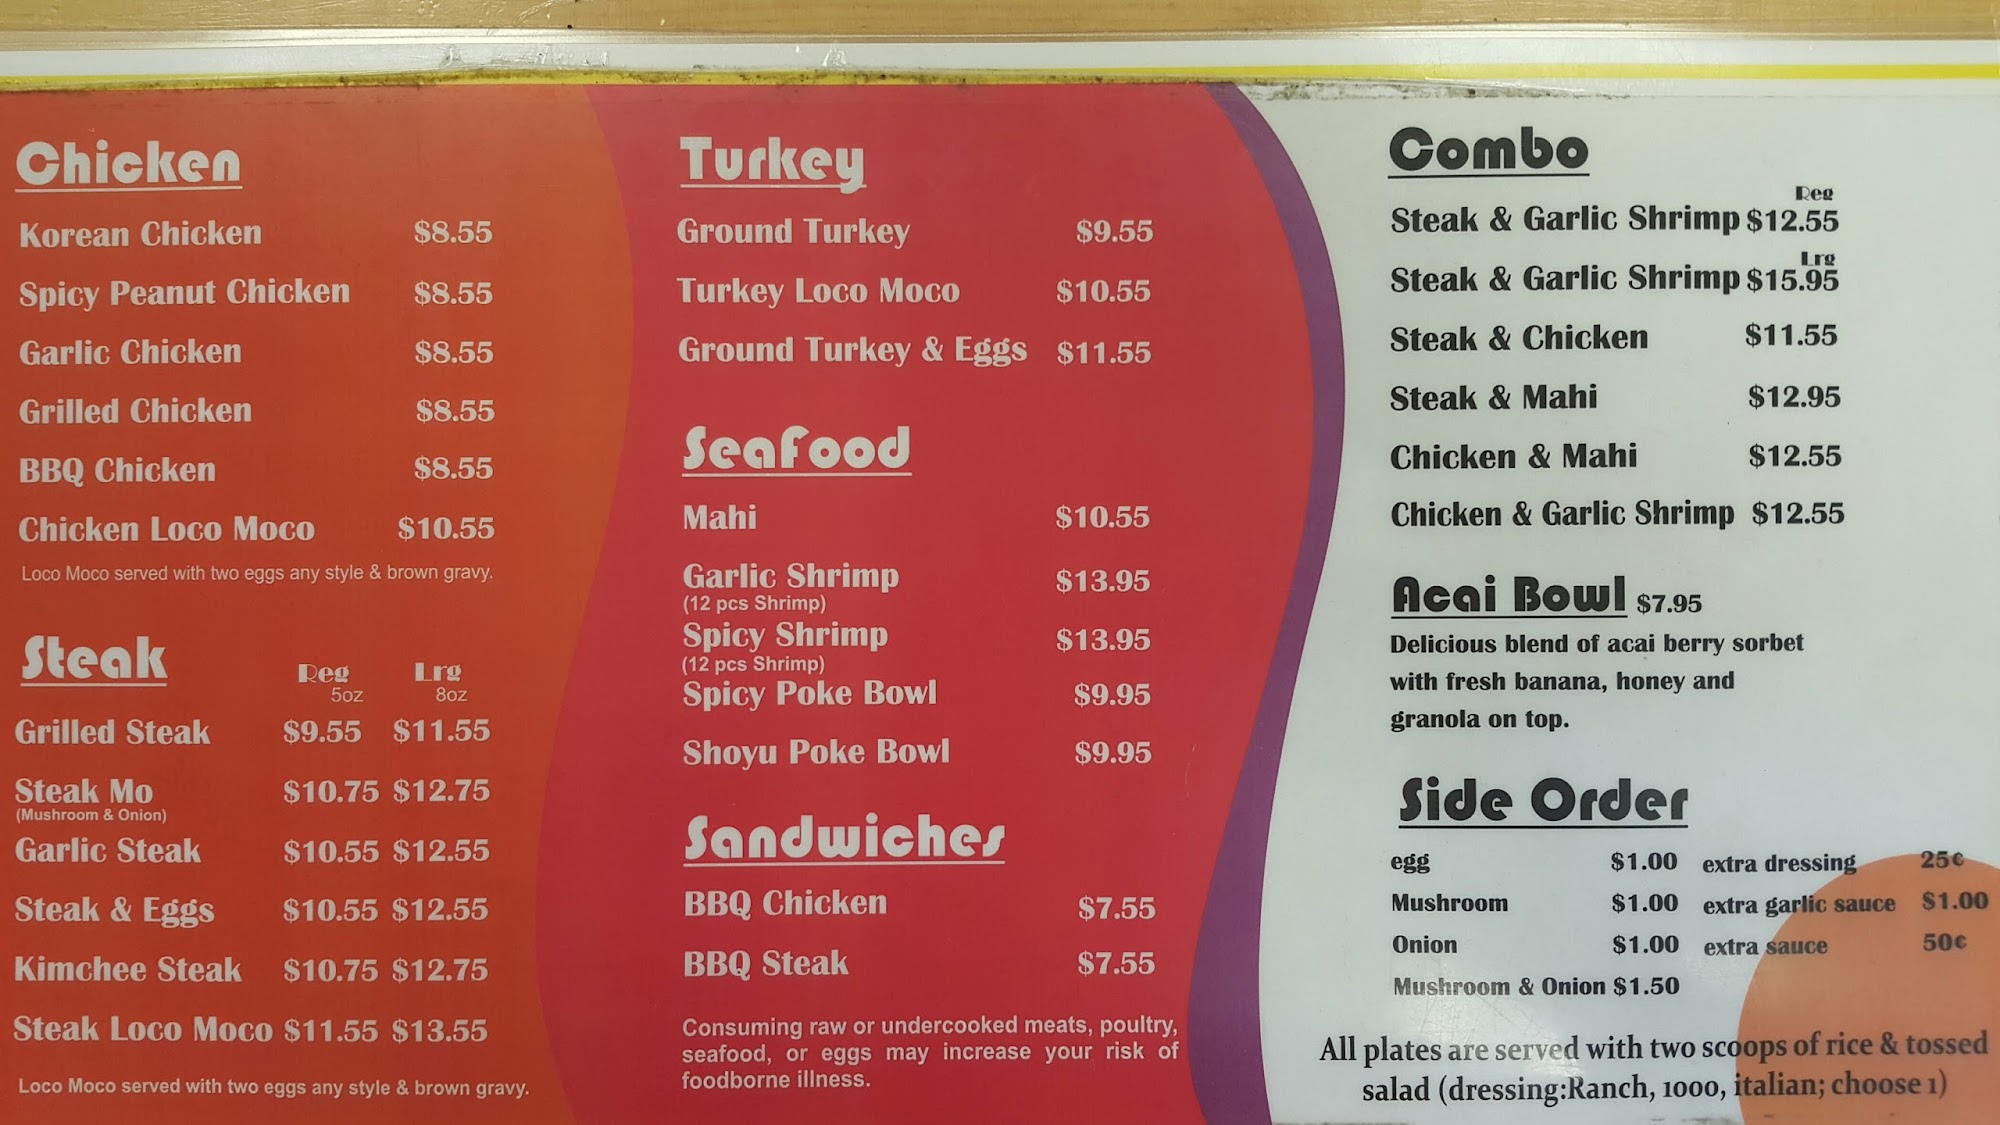 Chicken
Korean Chicken $8.55
Spicy Peanut Chicken $8.55
Garlic Chicken $8.55
Grilled Chicken $8.55
BBQ Chicken $8.55
Chicken Loco Moco $10.55
Loco Moco served with two eggs any style & brown gravy.
Steak
Reg Lrg
5oz 8oz
Grilled Steak $9.55 $11.55
Steak Mo $10.75 $12.75
(Mushroom & Onion)
Garlic Steak $10.55 $12.55
Steak & Eggs $10.55 $12.55
Kimchee Steak $10.75 $12.75
Steak Loco Moco $11.55 $13.55
Loco Moco served with two eggs any style & brown gravy.
Turkey
Ground Turkey $9.55
Turkey Loco Moco $10.55
Ground Turkey & Eggs $11.55
SeaFood
Mahi $10.55
Garlic Shrimp $13.95
(12 pcs Shrimp)
Spicy Shrimp $13.95
(12 pcs Shrimp)
Spicy Poke Bowl $9.95
Shoyu Poke Bowl $9.95
Sandwiches
BBQ Chicken $7.55
BBQ Steak $7.55
Consuming raw or undercooked meats, poultry,
seafood, or eggs may increase your risk of
foodborne illness.
Combo
Reg
Steak & Garlic Shrimp $12.55
Lrg
Steak & Garlic Shrimp $15.95
Steak & Chicken $11.55
Steak & Mahi $12.95
Chicken & Mahi $12.55
Chicken & Garlic Shrimp $12.55
Acai Bowl $7.95
Delicious blend of acai berry sorbet
with fresh banana, honey and
granola on top.
Side Order
egg $1.00 extra dressing 25¢
Mushroom $1.00 extra garlic sauce $1.00
Onion $1.00 extra sauce 50¢
Mushroom & Onion $1.50
All plates are served with two scoops of rice & tossed
salad (dressing:Ranch, 1000, italian; choose 1)